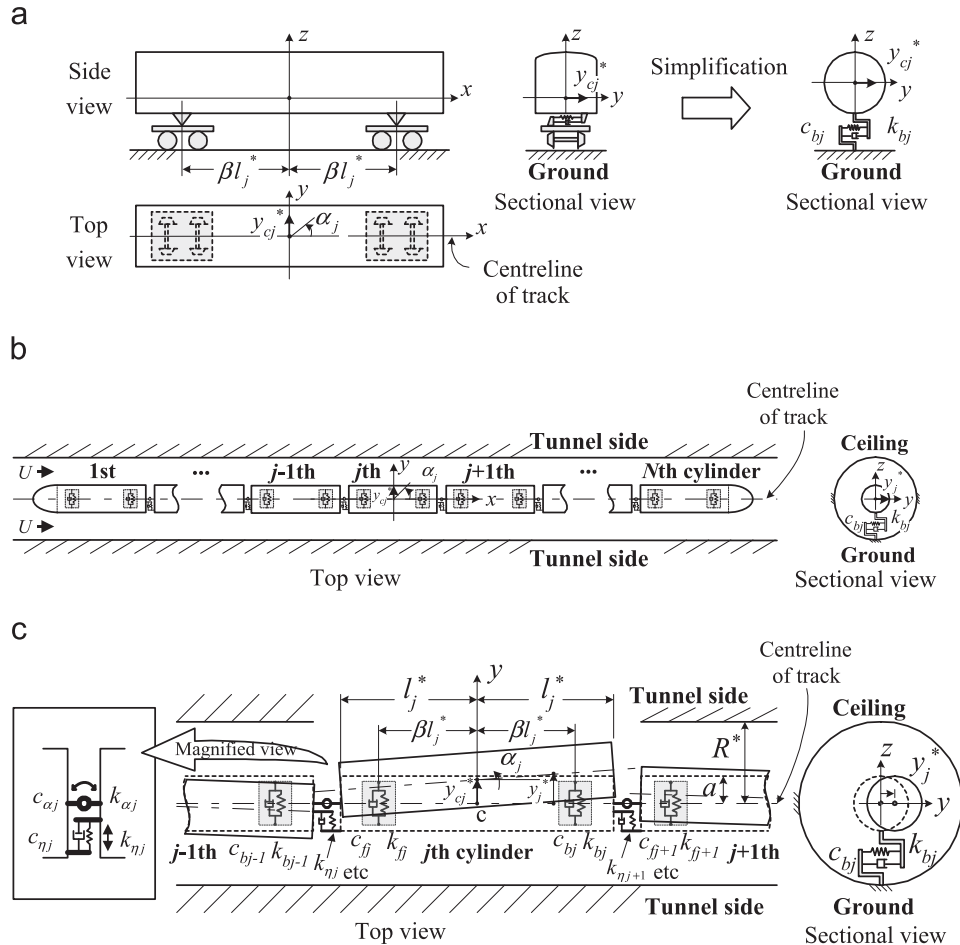 a
Side
view
z
x
βl_j^*
βl_j^*
z
y_cj^*
y
Ground
Sectional view
Simplification
z
y_cj^*
y
c_bj
k_bj
Ground
Sectional view
Top
view
y
y_cj^*
α_j
x
Centreline
of track
b
Tunnel side
Centreline
of track
U
1st
...
j-1th
jth
y
α_j
y_cj
x
j+1th
...
Nth cylinder
U
Tunnel side
Top view
Ceiling
z
y_j^*
y
c_bj
k_bj
Ground
Sectional view
c
Magnified view
c_αj
k_αj
c_ηj
k_ηj
y
l_j^*
l_j^*
βl_j^*
βl_j^*
α_j
y_cj^*
y_j^*
c
Tunnel side
R^*
a
Centreline
of track
j-1th
c_bj-1 k_bj-1
k_ηj etc
c_fj
k_fj
jth cylinder
c_bj k_bj
k_ηj+1 etc
c_fj+1 k_fj+1
j+1th
Tunnel side
Top view
Ceiling
z
y_j^*
y
c_bj
k_bj
Ground
Sectional view